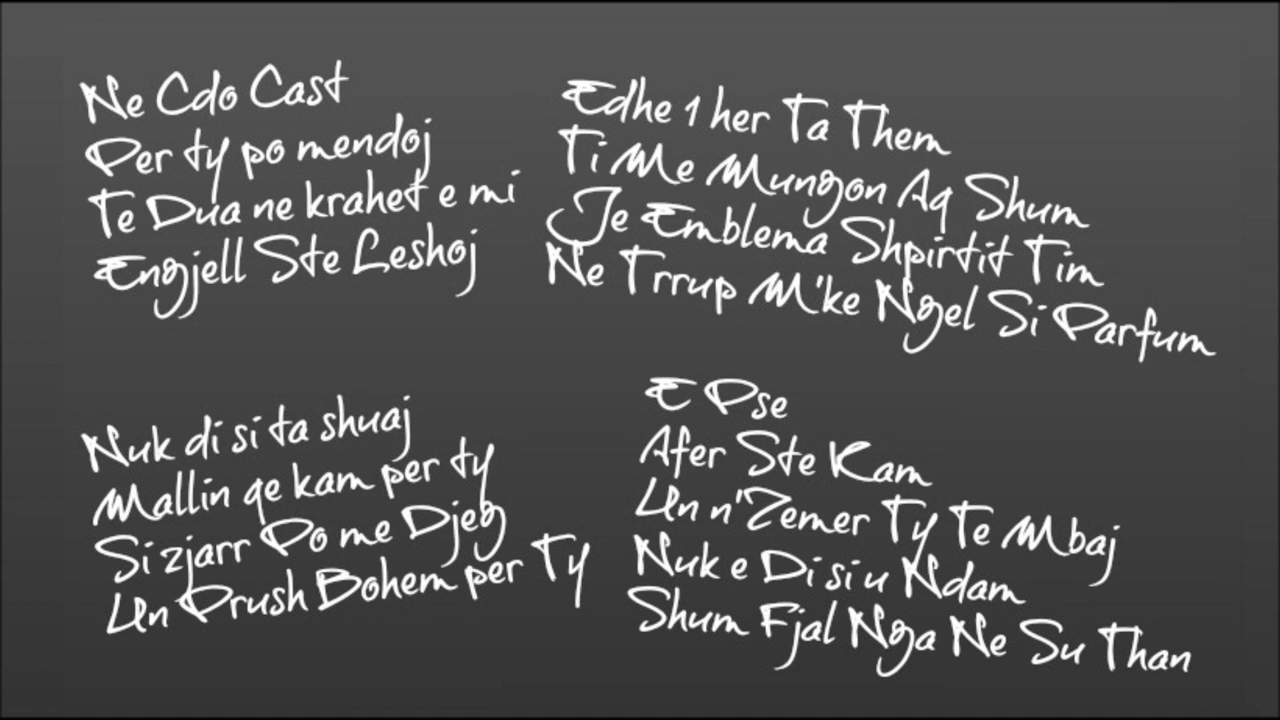 Ne Cdo Cast
Per ty po mendoj
Te Dua ne krahet e mi
Engjell Ste Leshoj
Edhe 1 her Ta Them
Ti Me Mungon Aq Shum
Je Emblema Shpirtit Tim
Ne Trrup M'ke Ngel Si Parfum
Nuk di si ta shuaj
Mallin qe kam per ty
Si zjarr Po me Djeg
Un Prush Bohem per Ty
E Pse
Afer Ste Kam
Un n'Zemer Ty Te Mbaj
Nuk e Di si u Ndam
Shum Fjal Nga Ne Su Than